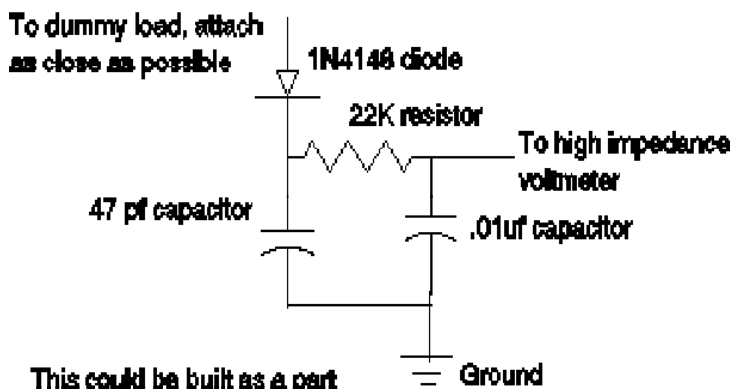 To dummy load, attach
as close as possible
1N4148 diode
22K resistor
To high impedance
voltmeter
47 pf capacitor
.01uf capacitor
Ground
This could be built as a part